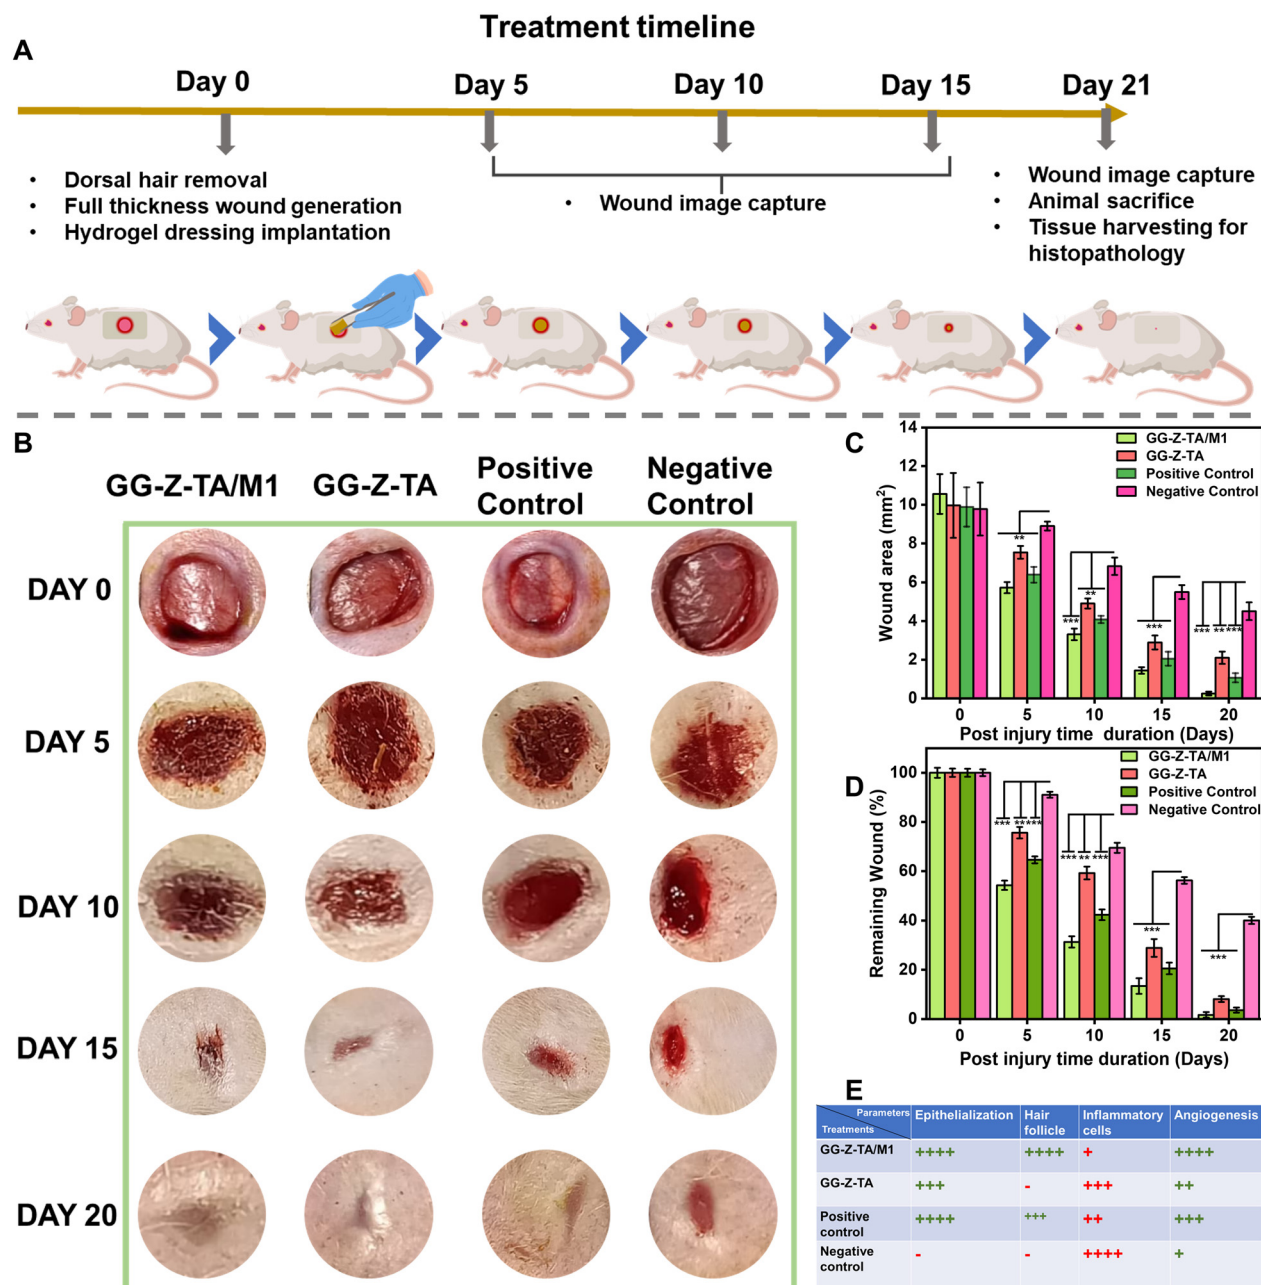 Treatment timeline
A
Day 0
Day 5
Day 10
Day 15
Day 21
• Dorsal hair removal
• Full thickness wound generation
• Hydrogel dressing implantation
• Wound image capture
• Wound image capture
• Animal sacrifice
• Tissue harvesting for
histopathology
B
GG-Z-TA/M1
GG-Z-TA
Positive
Control
Negative
Control
DAY 0
DAY 5
DAY 10
DAY 15
DAY 20
C
14
12
10
8
6
4
2
0
Wound area (mm²)
GG-Z-TA/M1
GG-Z-TA
Positive Control
Negative Control
**
*** **
***
*** ** ***
0 5 10 15 20
Post injury time duration (Days)
D
100
80
60
40
20
0
Remaining Wound (%)
GG-Z-TA/M1
GG-Z-TA
Positive Control
Negative Control
*** ** ***
*** ** ***
***
***
0 5 10 15 20
Post injury time duration (Days)
E
Parameters
Treatments
Epithelialization
Hair
follicle
Inflammatory
cells
Angiogenesis
GG-Z-TA/M1 ++++ ++++ + ++++
GG-Z-TA +++ - +++ ++
Positive
control ++++ +++ ++ +++
Negative
control - - ++++ +